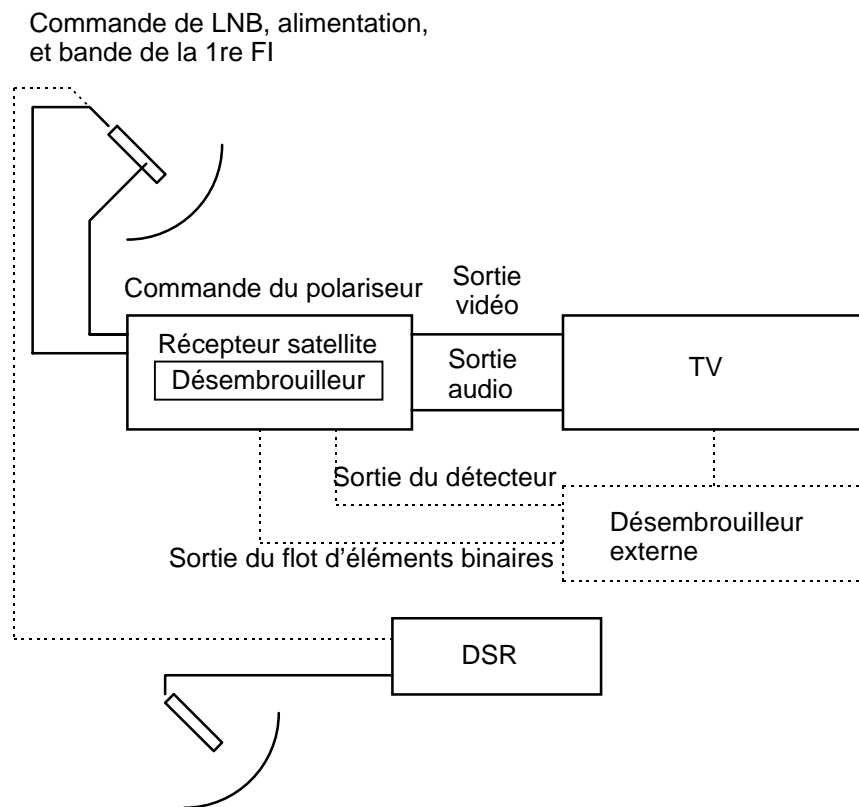 Commande de LNB, alimentation,
et bande de la 1re FI
Commande du polariseur
Sortie
vidéo
Récepteur satellite
Désembrouilleur
Sortie
audio
TV
Sortie du détecteur
Désembrouilleur
externe
Sortie du flot d'éléments binaires
DSR